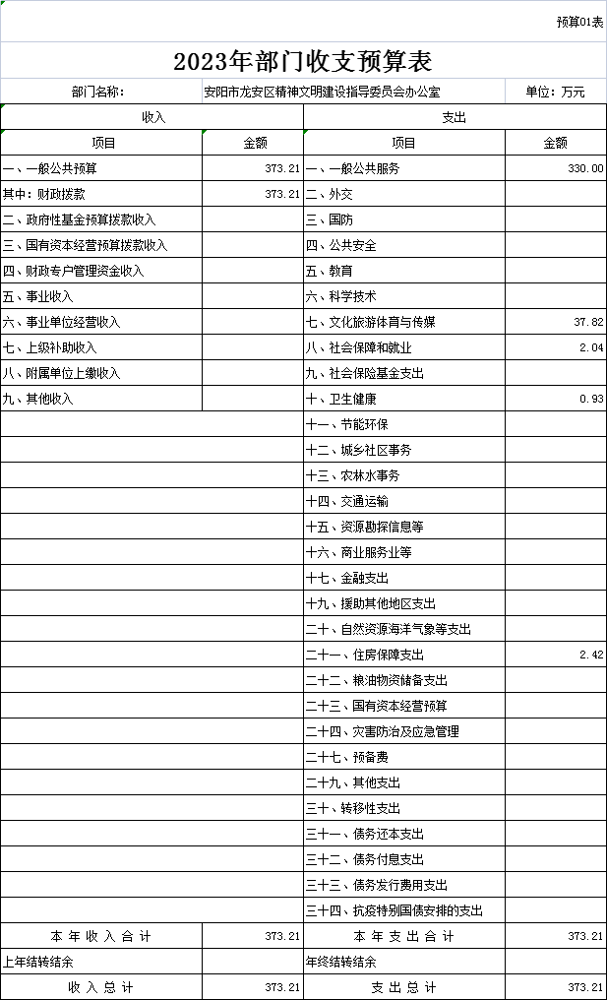 预算01表
2023年部门收支预算表
部门名称： 安阳市龙安区精神文明建设指导委员会办公室 单位：万元
收入 支出
项目 金额 项目 金额
一、一般公共预算 373.21 一、一般公共服务 330.00
其中：财政拨款 373.21 二、外交
二、政府性基金预算拨款收入 三、国防
三、国有资本经营预算拨款收入 四、公共安全
四、财政专户管理资金收入 五、教育
五、事业收入 六、科学技术
六、事业单位经营收入 七、文化旅游体育与传媒 37.82
七、上级补助收入 八、社会保障和就业 2.04
八、附属单位上缴收入 九、社会保险基金支出
九、其他收入 十、卫生健康 0.93
十一、节能环保
十二、城乡社区事务
十三、农林水事务
十四、交通运输
十五、资源勘探信息等
十六、商业服务业等
十七、金融支出
十九、援助其他地区支出
二十、自然资源海洋气象等支出
二十一、住房保障支出 2.42
二十二、粮油物资储备支出
二十三、国有资本经营预算
二十四、灾害防治及应急管理
二十七、预备费
二十九、其他支出
三十、转移性支出
三十一、债务还本支出
三十二、债务付息支出
三十三、债务发行费用支出
三十四、抗疫特别国债安排的支出
本 年 收 入 合 计 373.21 本 年 支 出 合 计 373.21
上年结转结余 年终结转结余
收 入 总 计 373.21 支 出 总 计 373.21